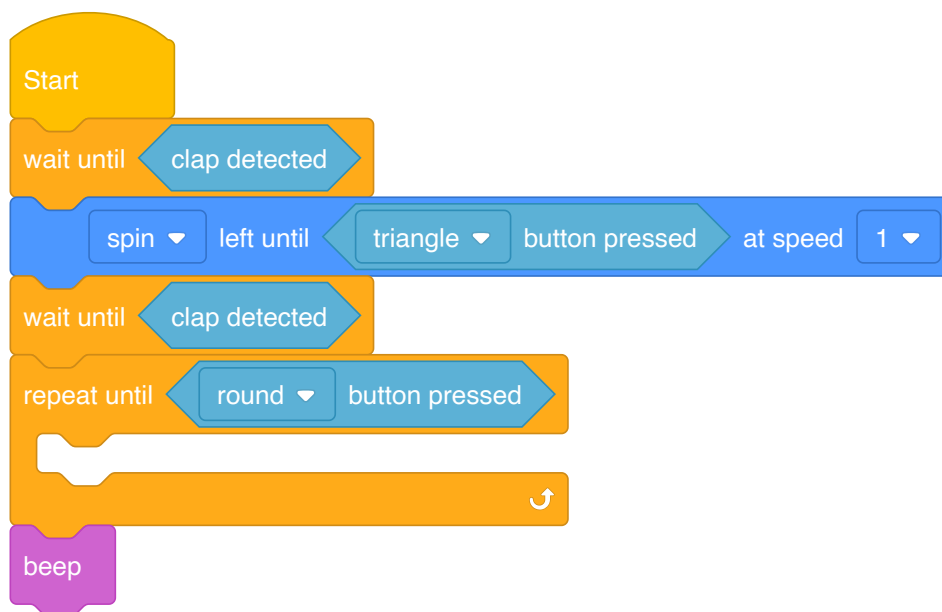 Start
wait until clap detected
spin left until triangle button pressed at speed 1
wait until clap detected
repeat until round button pressed
beep